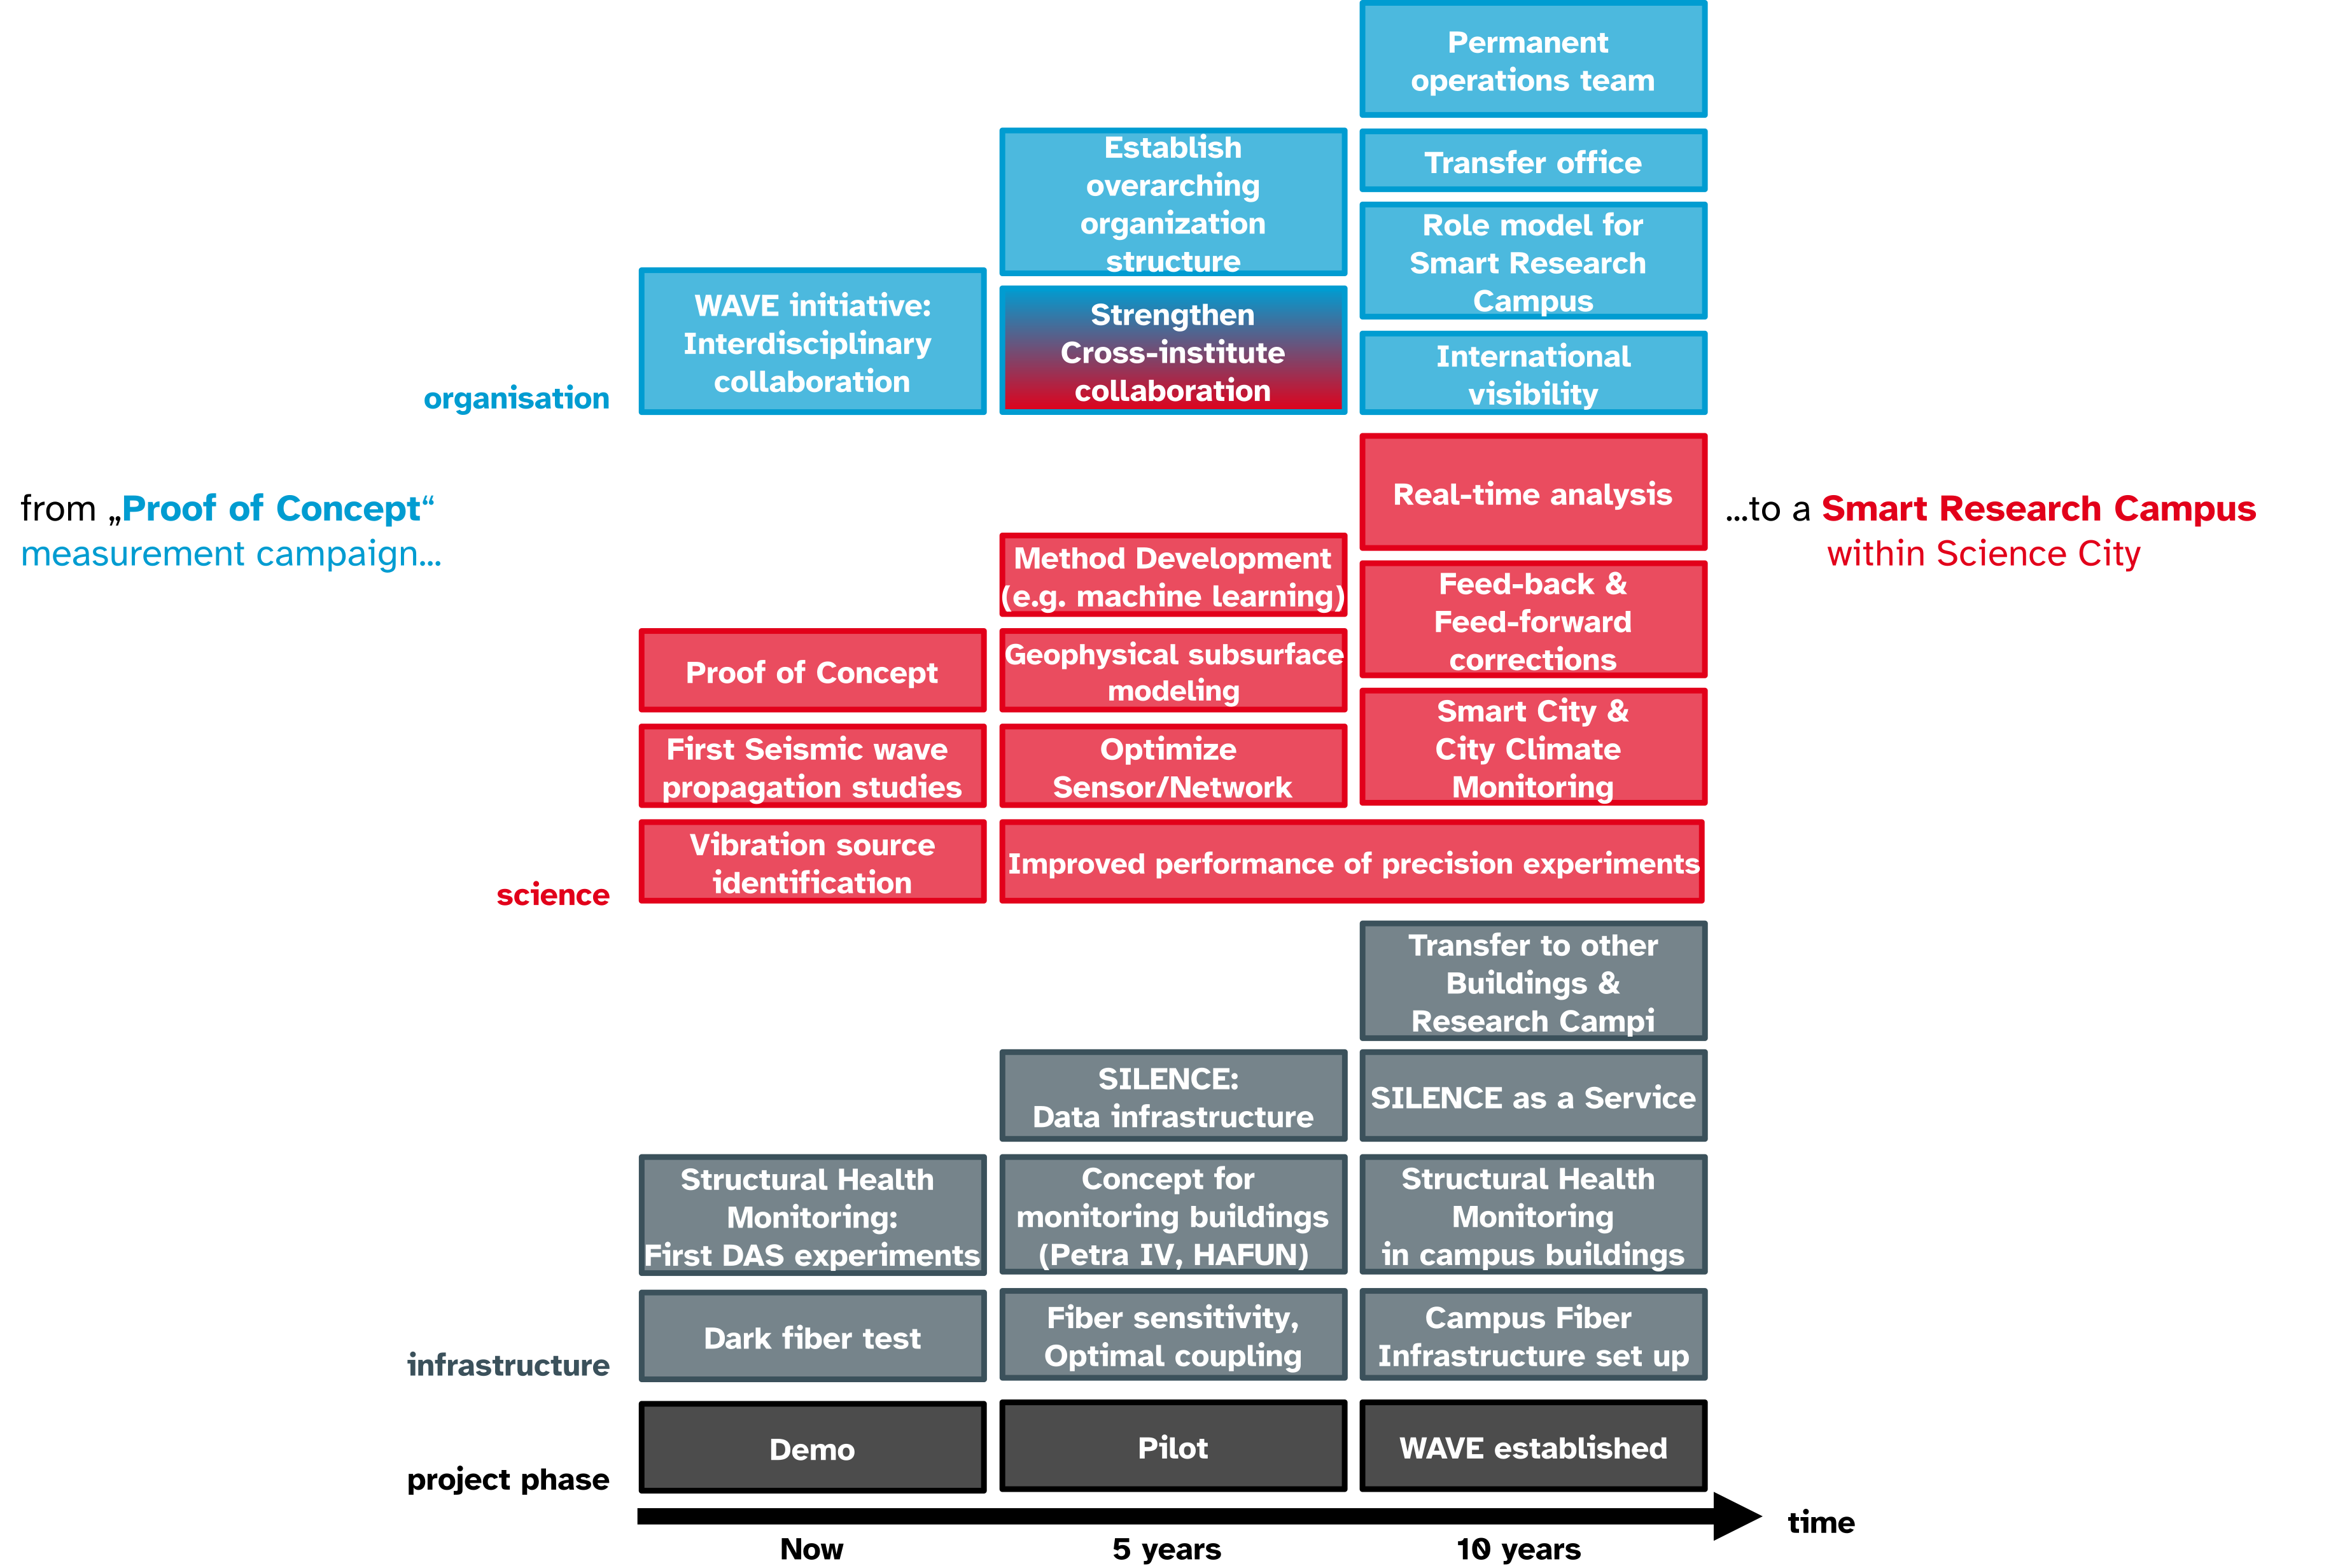 Permanent
operations team
Establish
overarching
organization
structure
Transfer office
Role model for
Smart Research
Campus
WAVE initiative:
Interdisciplinary
collaboration
Strengthen
Cross-institute
collaboration
International
visibility
organisation
from „Proof of Concept“
measurement campaign...
Real-time analysis
...to a Smart Research Campus
within Science City
Method Development
(e.g. machine learning)
Feed-back &
Feed-forward
corrections
Proof of Concept
Geophysical subsurface
modeling
Smart City &
City Climate
Monitoring
First Seismic wave
propagation studies
Optimize
Sensor/Network
Vibration source
identification
Improved performance of precision experiments
science
Transfer to other
Buildings &
Research Campi
SILENCE:
Data infrastructure
SILENCE as a Service
Structural Health
Monitoring:
First DAS experiments
Concept for
monitoring buildings
(Petra IV, HAFUN)
Structural Health
Monitoring
in campus buildings
Dark fiber test
Fiber sensitivity,
Optimal coupling
Campus Fiber
Infrastructure set up
infrastructure
Demo
Pilot
WAVE established
project phase
time
Now
5 years
10 years